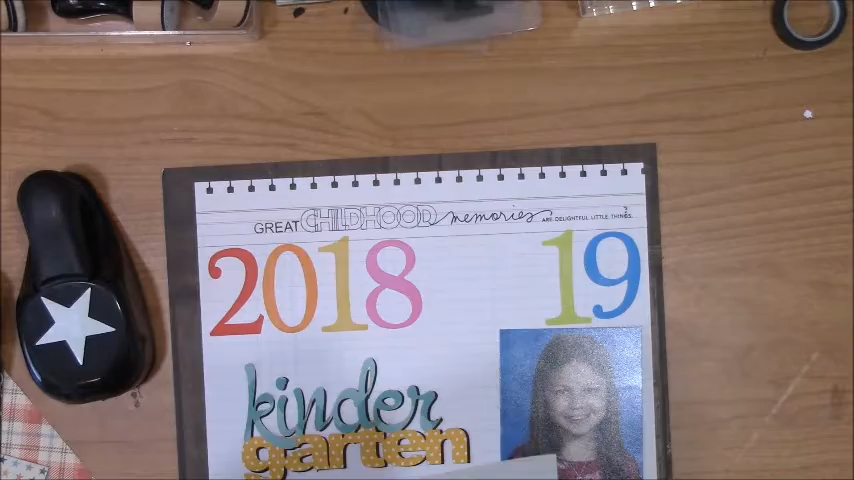 GREAT CHILDHOOD memories ARE DELIGHTFUL LITTLE THINGS.
2018 19
kinder
garten